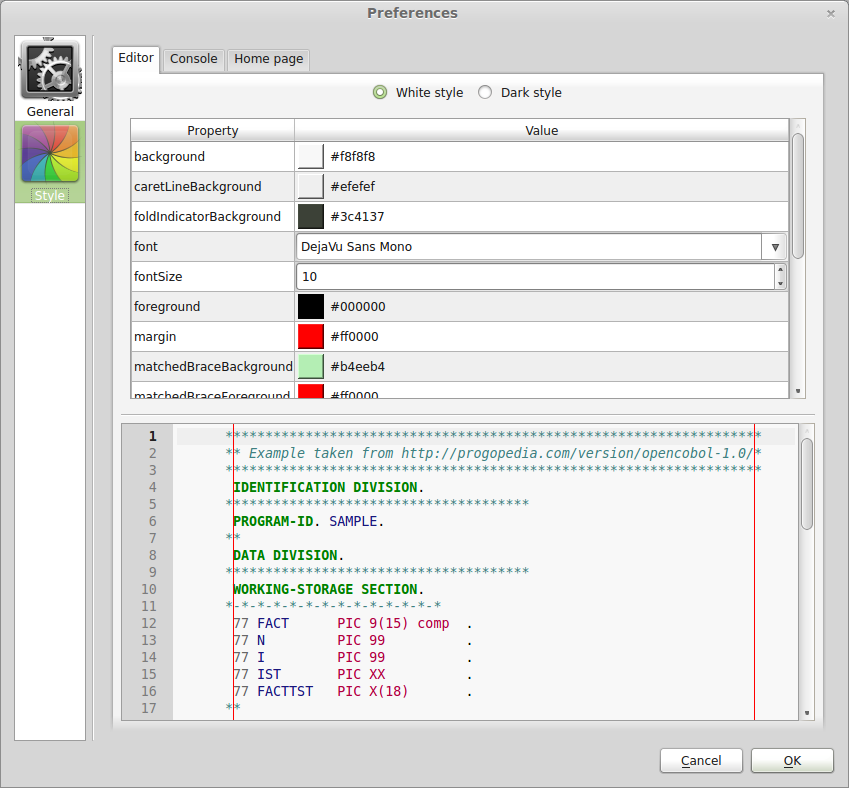 Preferences
General
Style
Editor Console Home page
White style Dark style
Property Value
background #f8f8f8
caretLineBackground #efefef
foldIndicatorBackground #3c4137
font DejaVu Sans Mono
fontSize 10
foreground #000000
margin #ff0000
matchedBraceBackground #b4eeb4
matchedBraceForeground #ff0000
1 *******************************************************************
2 ** Example taken from http://progopedia.com/version/opencobol-1.0/*
3 *******************************************************************
4 IDENTIFICATION DIVISION.
5 **************************************
6 PROGRAM-ID. SAMPLE.
7 **
8 DATA DIVISION.
9 **************************************
10 WORKING-STORAGE SECTION.
11 *-*-*-*-*-*-*-*-*-*-*-*-*-*
12 77 FACT PIC 9(15) comp .
13 77 N PIC 99 .
14 77 I PIC 99 .
15 77 IST PIC XX .
16 77 FACTTST PIC X(18) .
17 **
Cancel OK